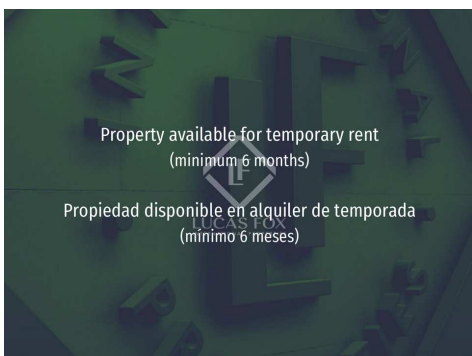 Property available for temporary rent
(minimum 6 months)
LF
Propiedad disponible en alquiler de temporada
LUCAS FOX
(mínimo 6 meses)